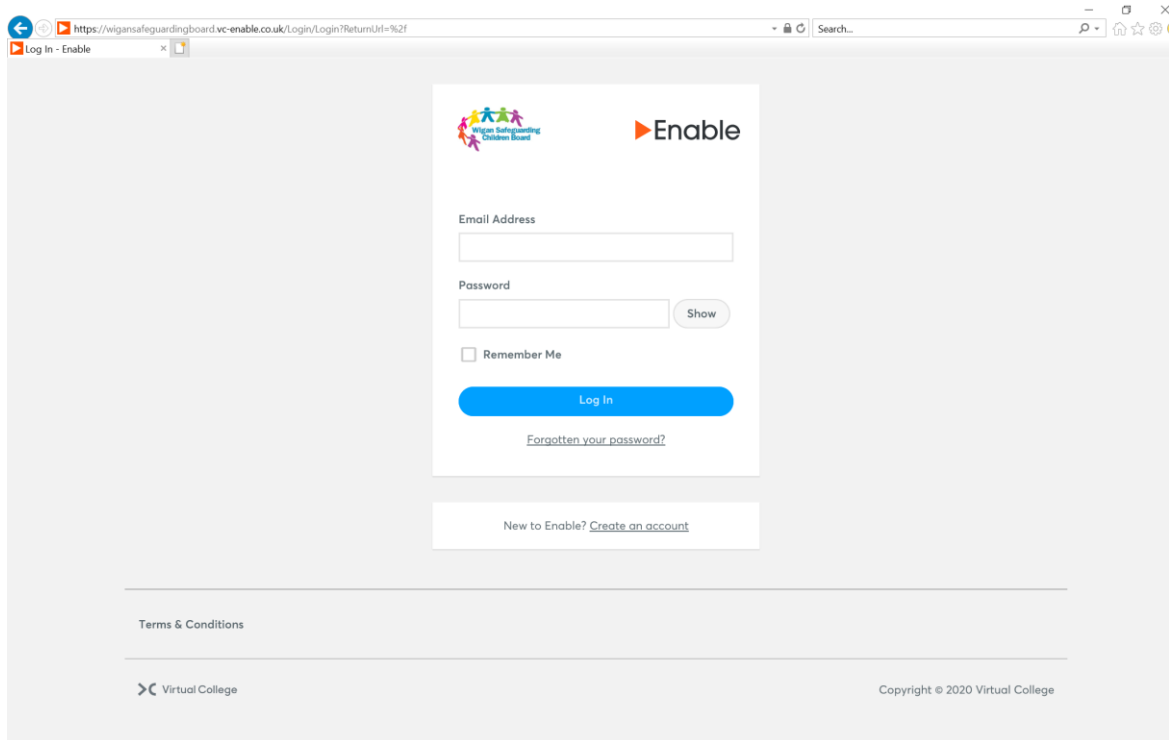 https://wigansafeguardingboard.vc-enable.co.uk/Login/Login?ReturnUrl=%2f
Search...
Log In - Enable
Wigan Safeguarding
Children Board
Enable
Email Address
Password
Show
Remember Me
Log In
Forgotten your password?
New to Enable? Create an account
Terms & Conditions
Virtual College
Copyright © 2020 Virtual College